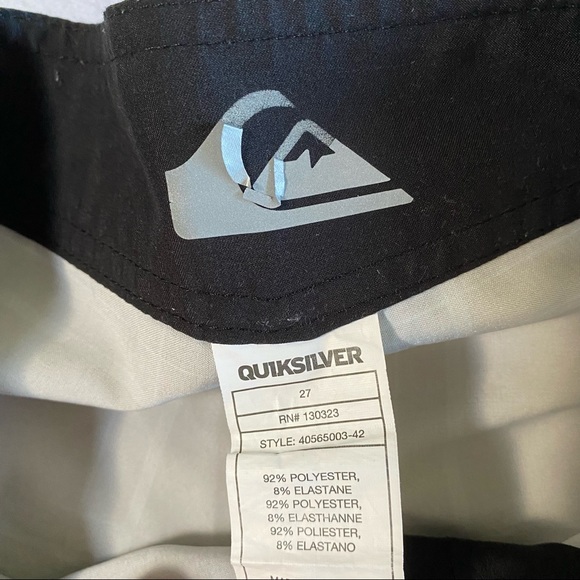 QUIKSILVER
27
RN# 130323
STYLE: 40565003-42
92% POLYESTER,
8% ELASTANE
92% POLYESTER,
8% ELASTHANNE
92% POLIESTER,
8% ELASTANO